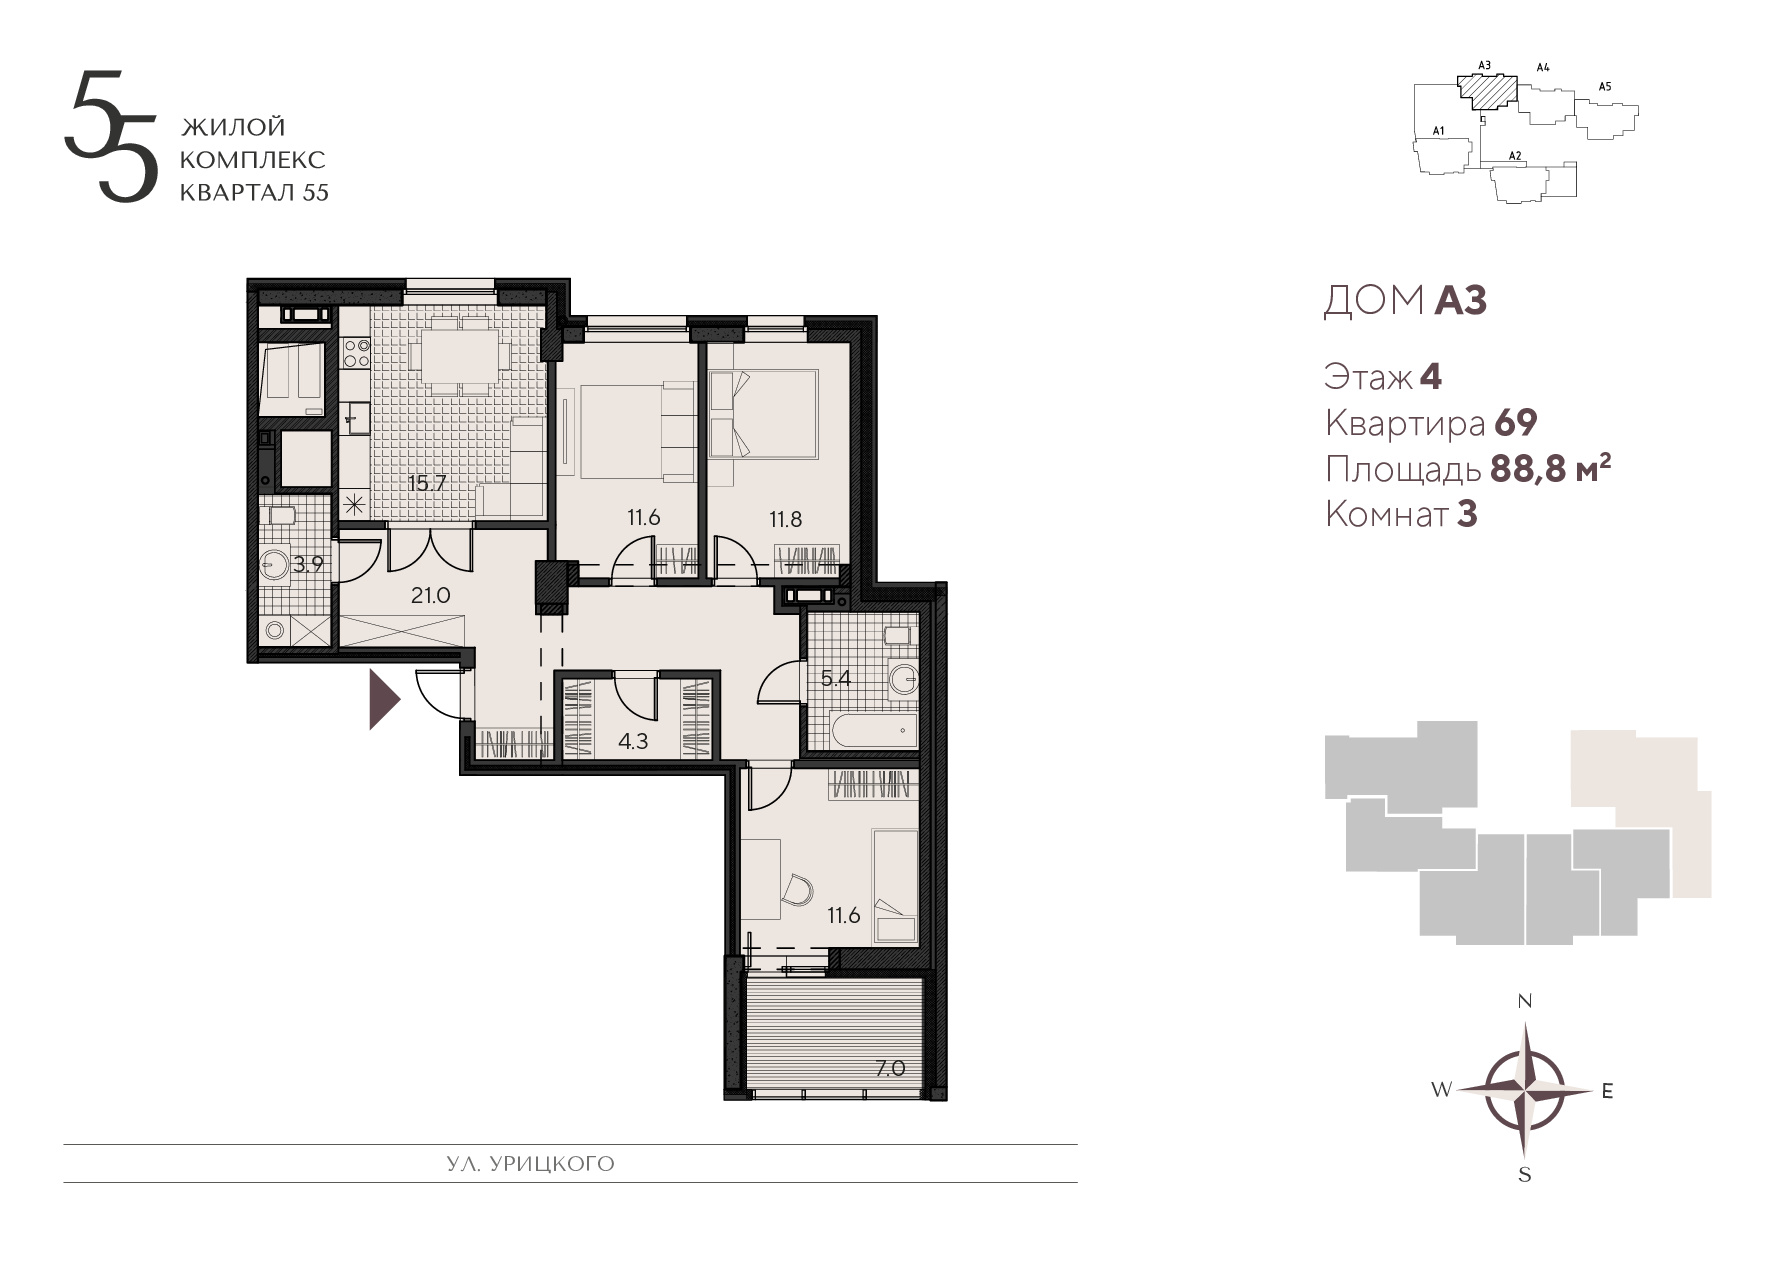 55
ЖИЛОЙ
КОМПЛЕКС
КВАРТАЛ 55
A3
A4
A5
A1
A2
ДОМ А3
Этаж 4
Квартира 69
Площадь 88,8 м²
Комнат 3
15.7
11.6
11.8
3.9
21.0
5.4
4.3
11.6
7.0
N
W
E
S
УЛ. УРИЦКОГО